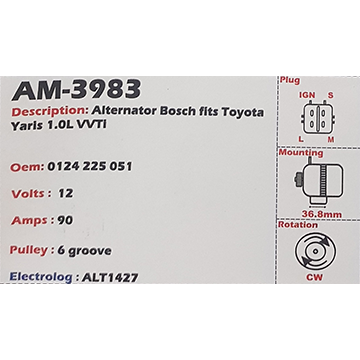 AM-3983
Description: Alternator Bosch fits Toyota
Yaris 1.0L VVTI
Oem: 0124 225 051
Volts : 12
Amps : 90
Pulley : 6 groove
Electrolog : ALT1427
Plug
IGN S
L M
Mounting
36.8mm
Rotation
CW